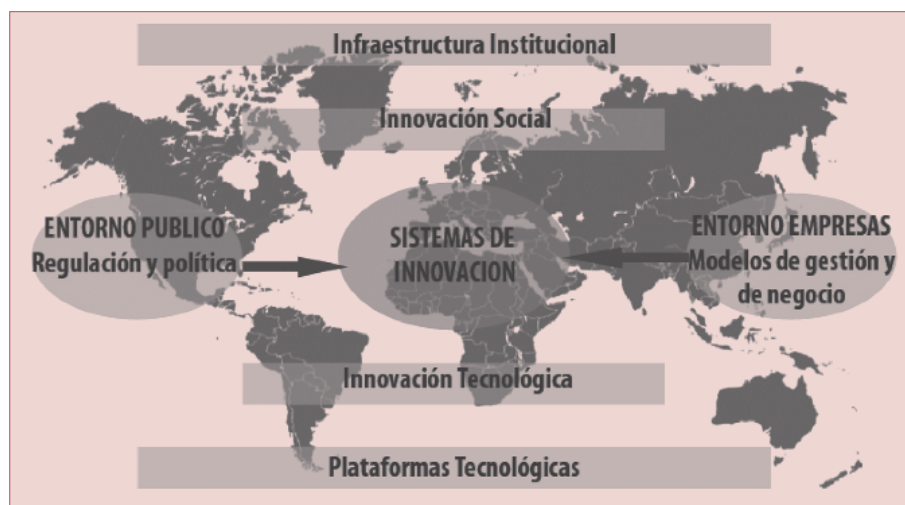 Infraestructura Institucional
Innovación Social
ENTORNO PUBLICO
Regulación y política
SISTEMAS DE
INNOVACION
ENTORNO EMPRESAS
Modelos de gestión y
de negocio
Innovación Tecnológica
Plataformas Tecnológicas